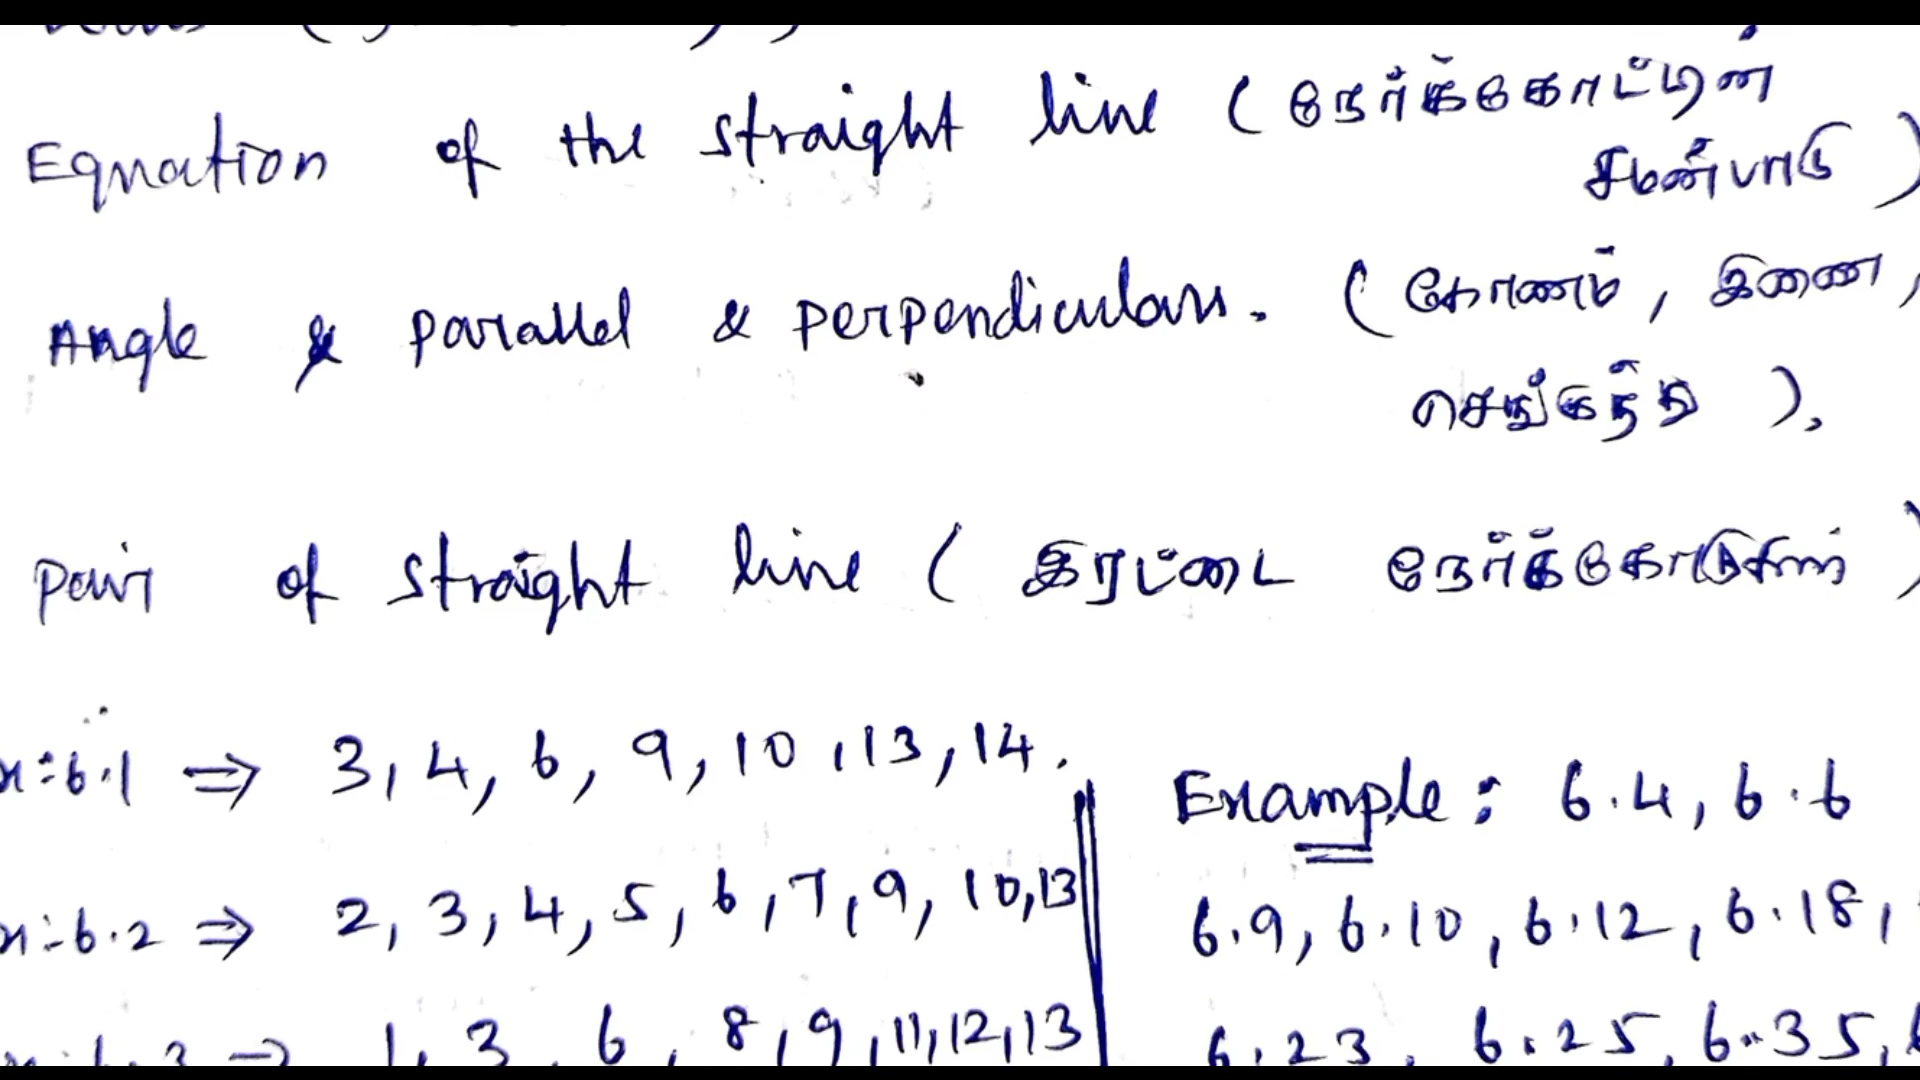 Equation of the straight line (நேர்க்கோட்டின்
சமன்பாடு)
Angle & parallel & perpendiculars. (கோணம், இணை,
செங்குத்து).
pair of straight line (இரட்டை நேர்க்கோடுகள்)
x:6.1 ⇒ 3, 4, 6, 9, 10, 13, 14.
Example: 6.4, 6.6
x:6.2 ⇒ 2, 3, 4, 5, 6, 7, 9, 10, 13
6.9, 6.10, 6.12, 6.18,
1, 3, 6, 8, 9, 11, 12, 13
6.23, 6.25, 6.35,